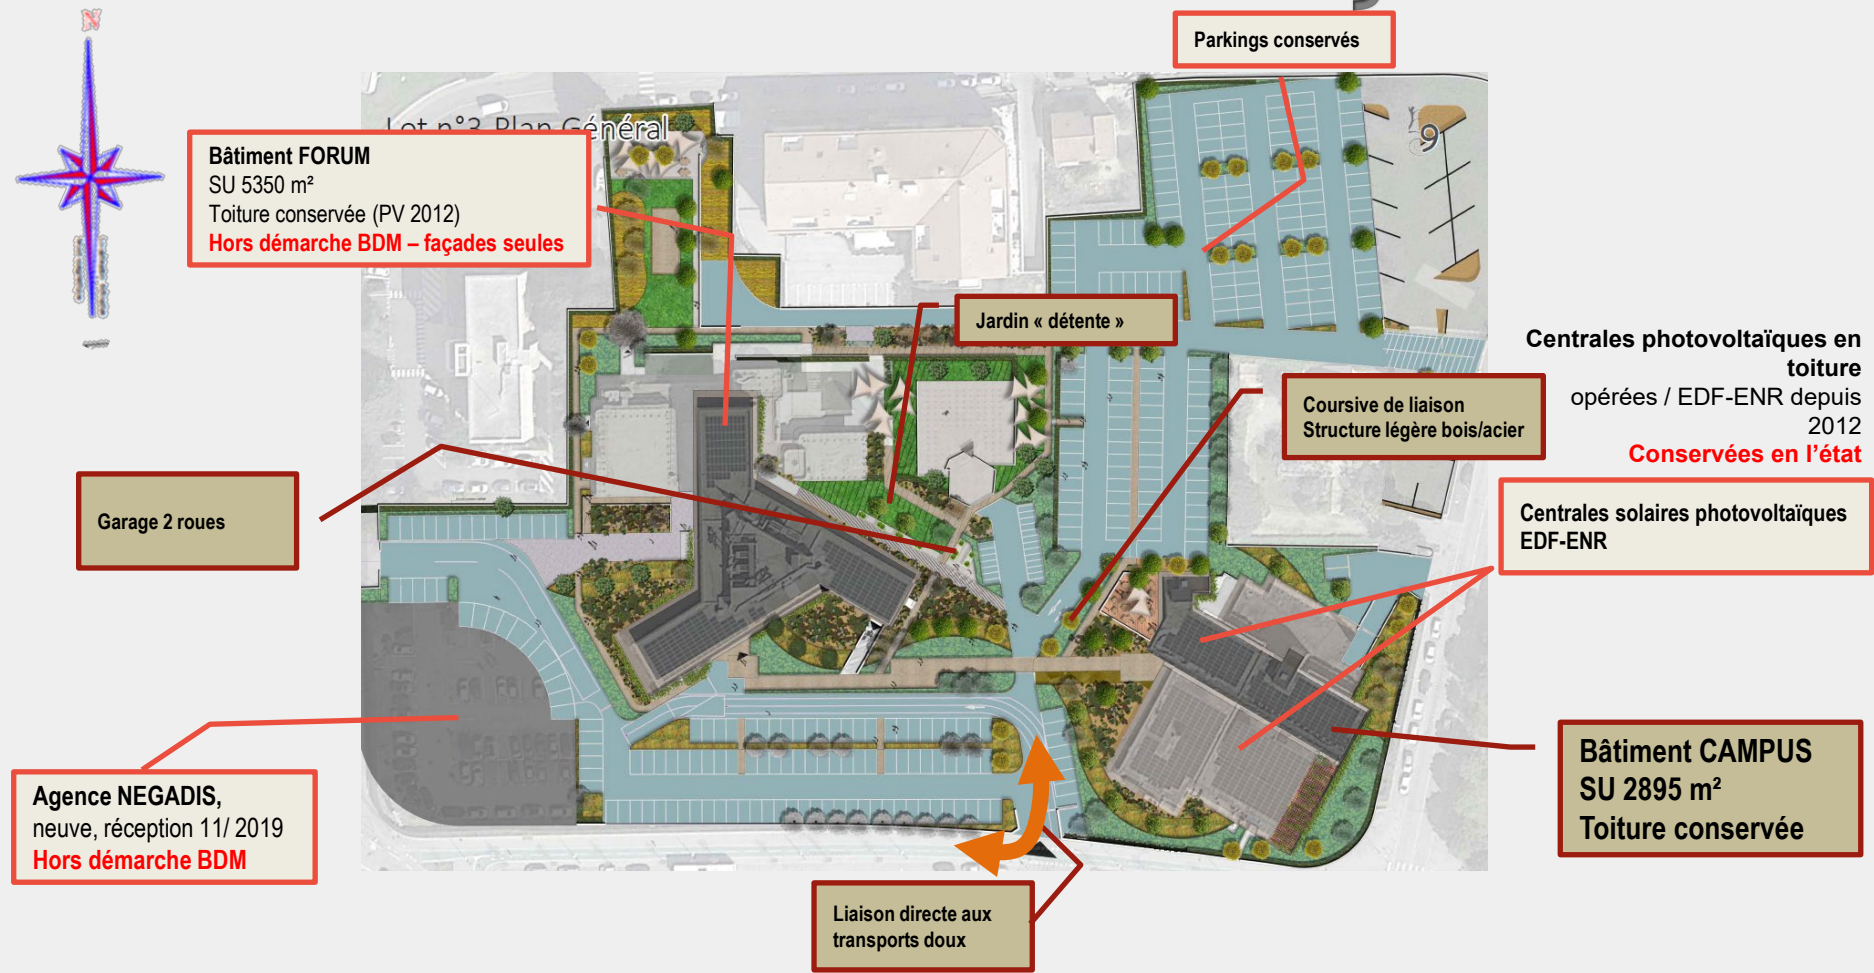 N
Parkings conservés
Lot n°3 Plan Général
9
Bâtiment FORUM
SU 5350 m²
Toiture conservée (PV 2012)
Hors démarche BDM – façades seules
Jardin « détente »
Centrales photovoltaïques en
toiture
opérées / EDF-ENR depuis
2012
Conservées en l'état
Coursive de liaison
Structure légère bois/acier
Garage 2 roues
Centrales solaires photovoltaïques
EDF-ENR
Bâtiment CAMPUS
SU 2895 m²
Toiture conservée
Agence NEGADIS,
neuve, réception 11/ 2019
Hors démarche BDM
Liaison directe aux
transports doux